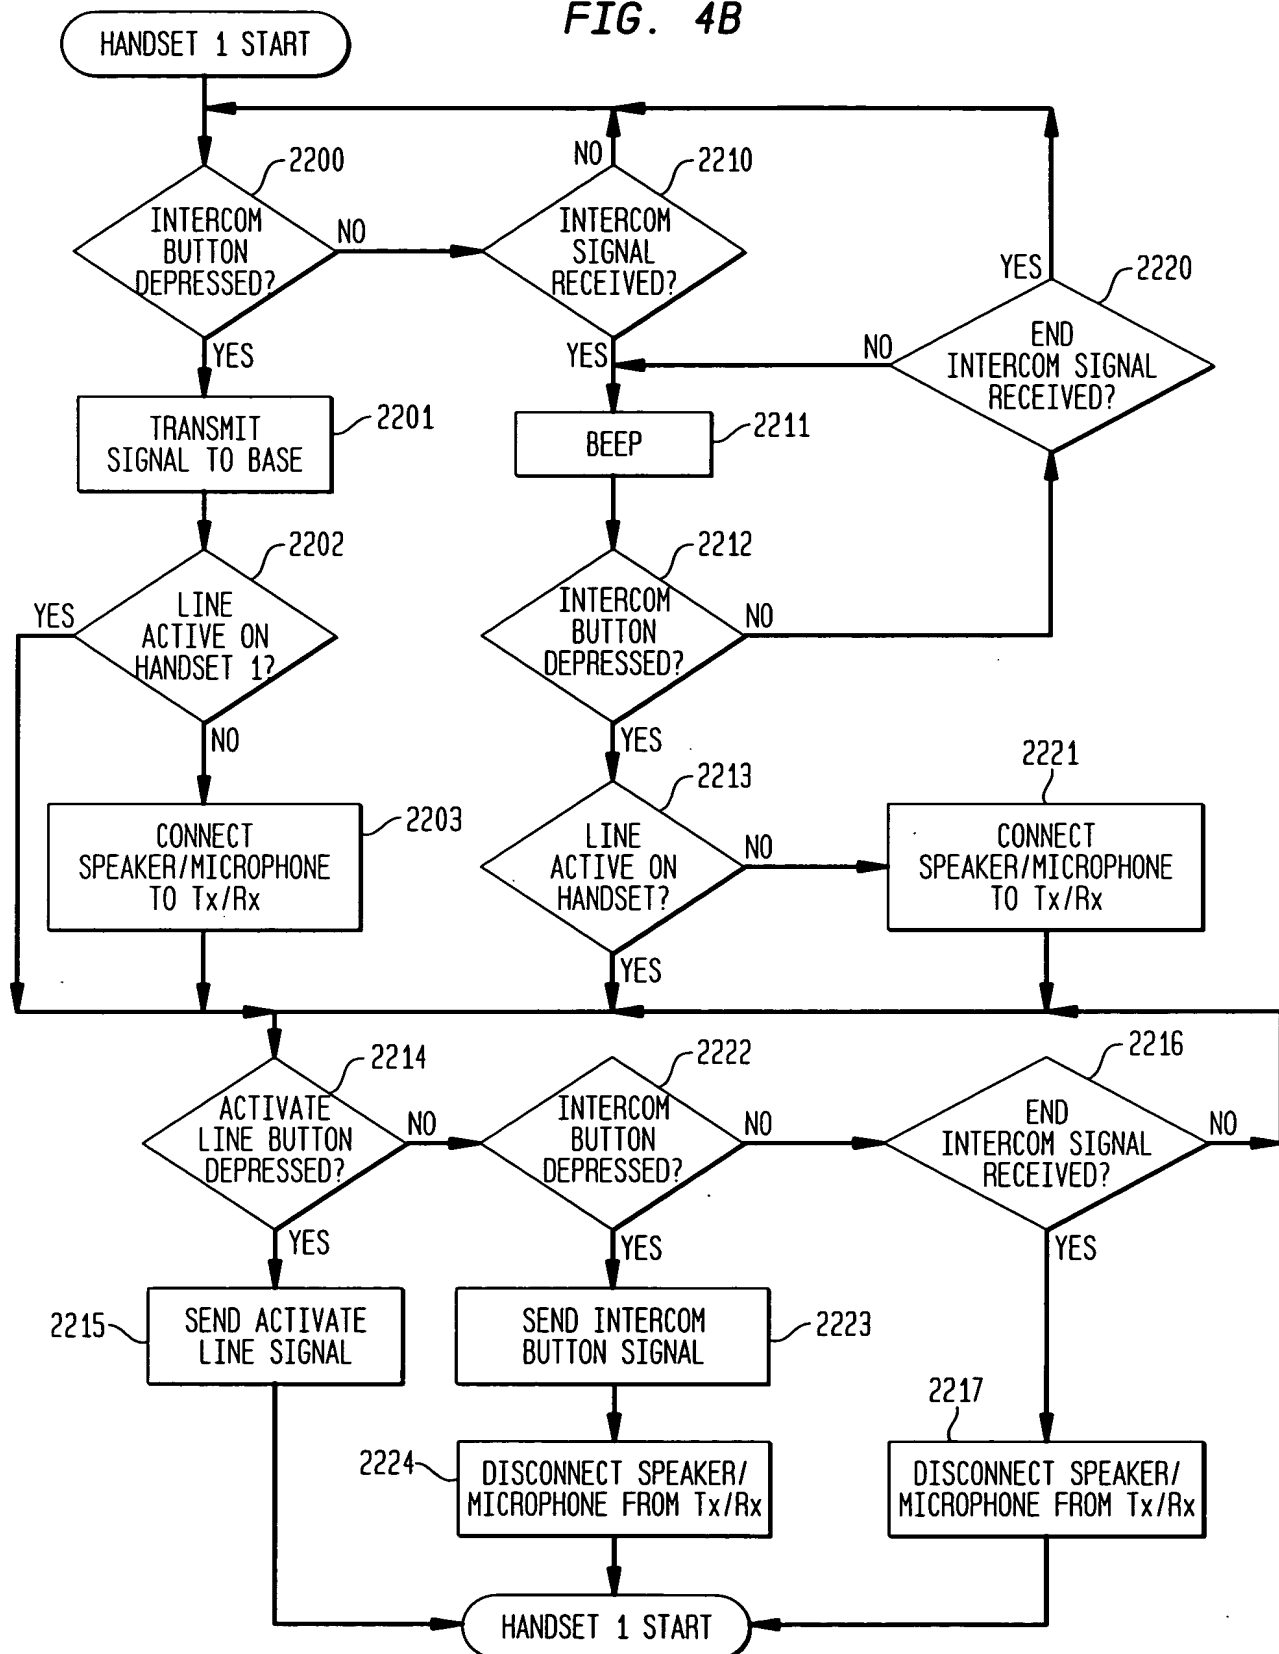 FIG. 4B
HANDSET 1 START
2200
INTERCOM
BUTTON
DEPRESSED?
NO
YES
2210
INTERCOM
SIGNAL
RECEIVED?
NO
YES
2220
END
INTERCOM SIGNAL
RECEIVED?
YES
NO
2201
TRANSMIT
SIGNAL TO BASE
2211
BEEP
2202
LINE
ACTIVE ON
HANDSET 1?
YES
NO
2212
INTERCOM
BUTTON
DEPRESSED?
NO
YES
2203
CONNECT
SPEAKER/MICROPHONE
TO Tx/Rx
2213
LINE
ACTIVE ON
HANDSET?
NO
YES
2221
CONNECT
SPEAKER/MICROPHONE
TO Tx/Rx
2214
ACTIVATE
LINE BUTTON
DEPRESSED?
NO
YES
2222
INTERCOM
BUTTON
DEPRESSED?
NO
YES
2216
END
INTERCOM SIGNAL
RECEIVED?
NO
YES
2215
SEND ACTIVATE
LINE SIGNAL
SEND INTERCOM
BUTTON SIGNAL
2223
2224
DISCONNECT SPEAKER/
MICROPHONE FROM Tx/Rx
2217
DISCONNECT SPEAKER/
MICROPHONE FROM Tx/Rx
HANDSET 1 START